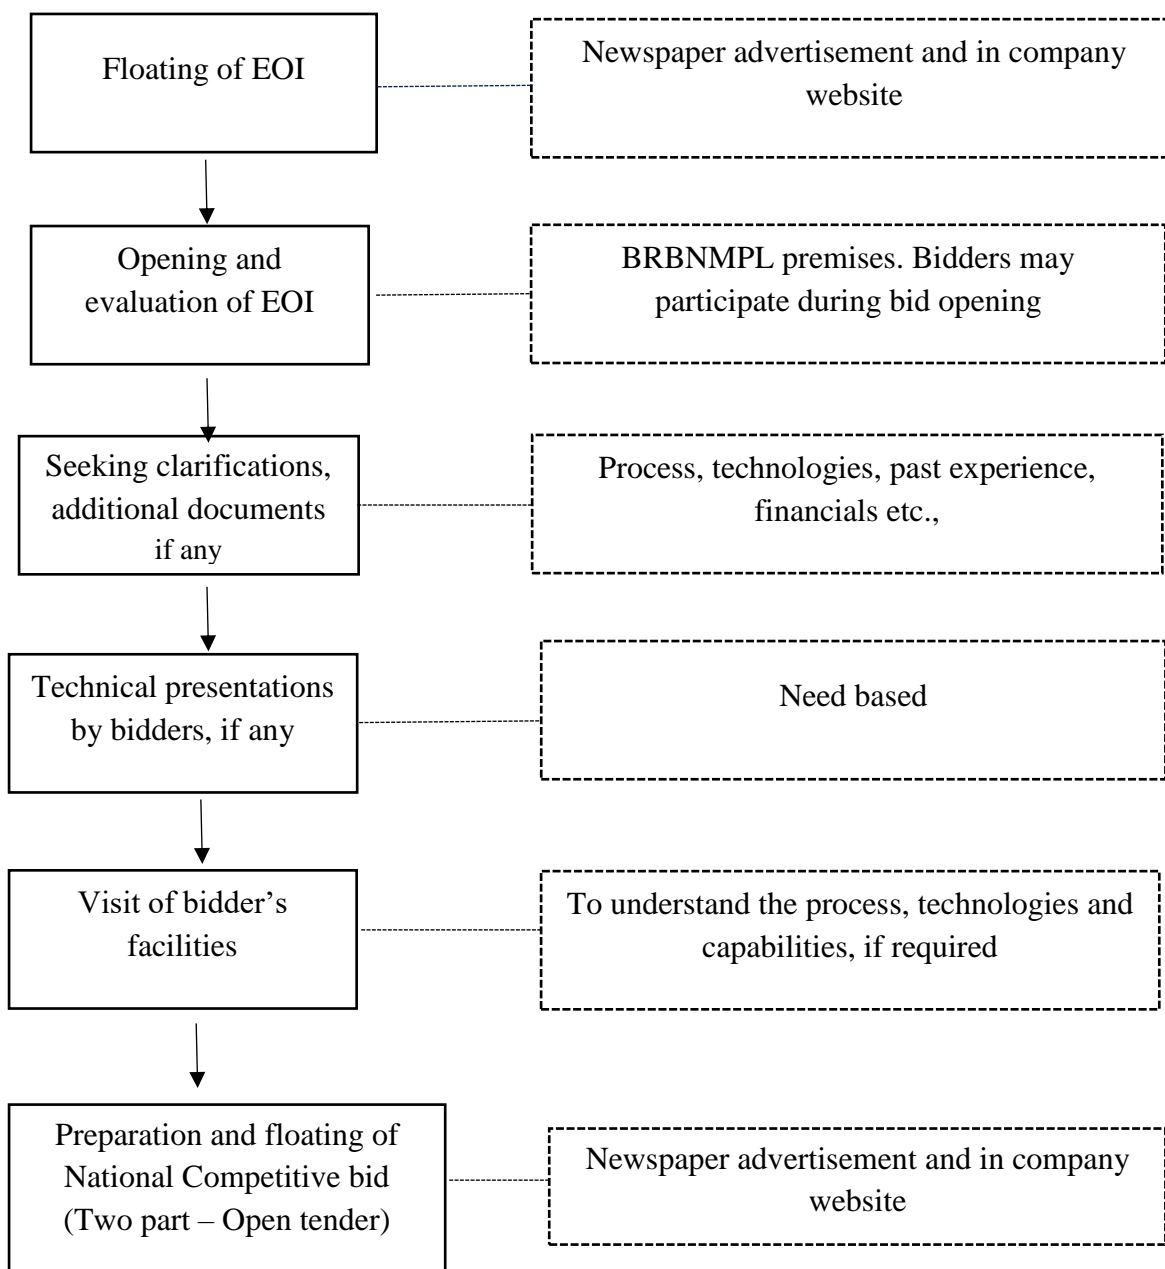 Floating of EOI
Newspaper advertisement and in company
website
Opening and
evaluation of EOI
BRBNMPL premises. Bidders may
participate during bid opening
Seeking clarifications,
additional documents
if any
Process, technologies, past experience,
financials etc.,
Technical presentations
by bidders, if any
Need based
Visit of bidder’s
facilities
To understand the process, technologies and
capabilities, if required
Preparation and floating of
National Competitive bid
(Two part – Open tender)
Newspaper advertisement and in company
website